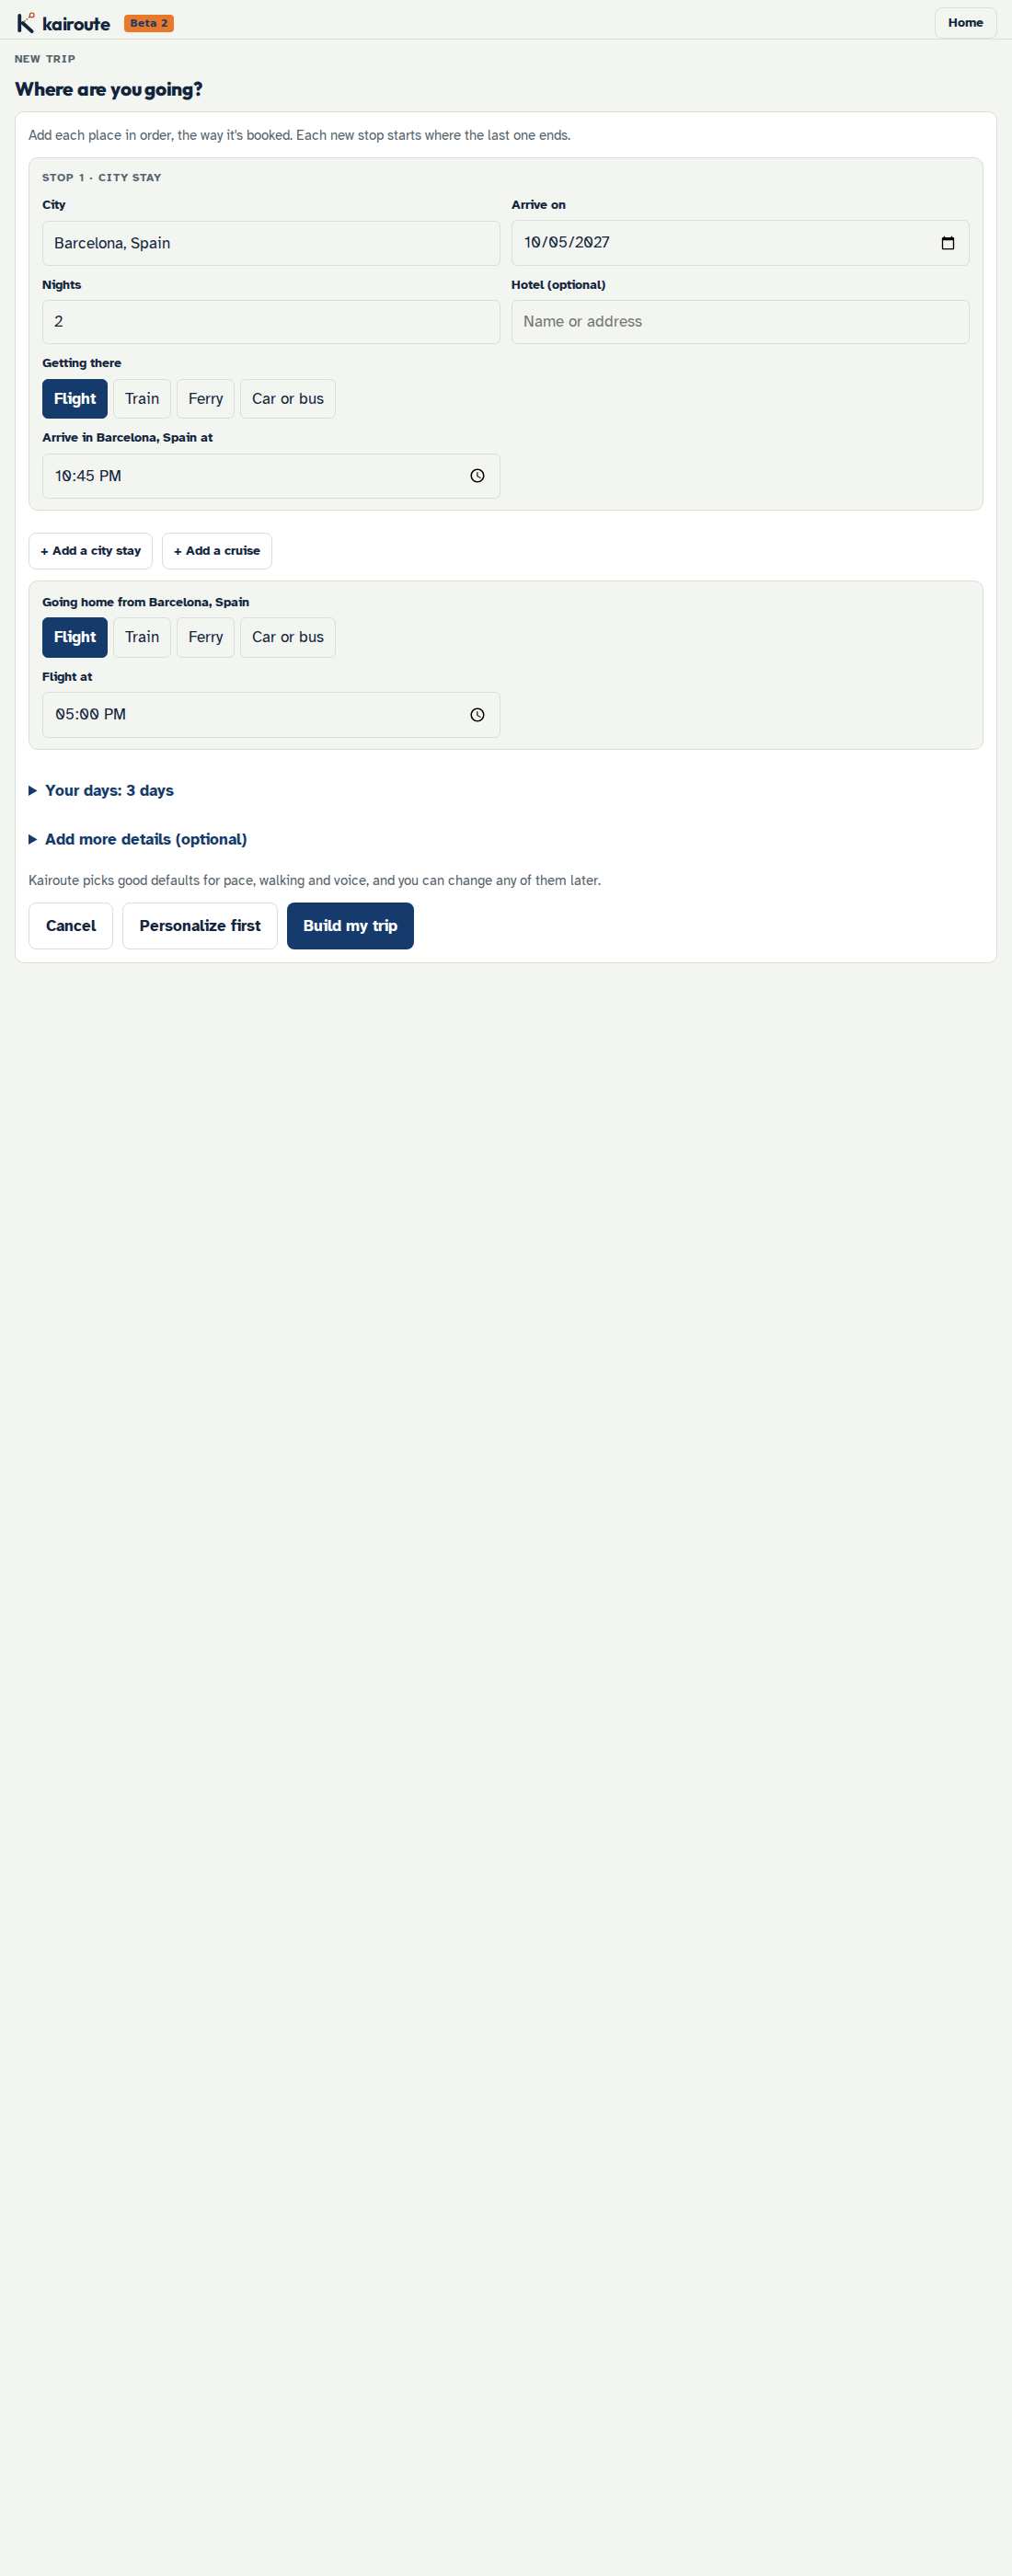 kairoute Beta 2 Home
NEW TRIP
Where are you going?
Add each place in order, the way it's booked. Each new stop starts where the last one ends.
STOP 1 · CITY STAY
City Arrive on
Barcelona, Spain 10/05/2027
Nights Hotel (optional)
2 Name or address
Getting there
Flight Train Ferry Car or bus
Arrive in Barcelona, Spain at
10:45 PM
+ Add a city stay + Add a cruise
Going home from Barcelona, Spain
Flight Train Ferry Car or bus
Flight at
05:00 PM
Your days: 3 days
Add more details (optional)
Kairoute picks good defaults for pace, walking and voice, and you can change any of them later.
Cancel Personalize first Build my trip